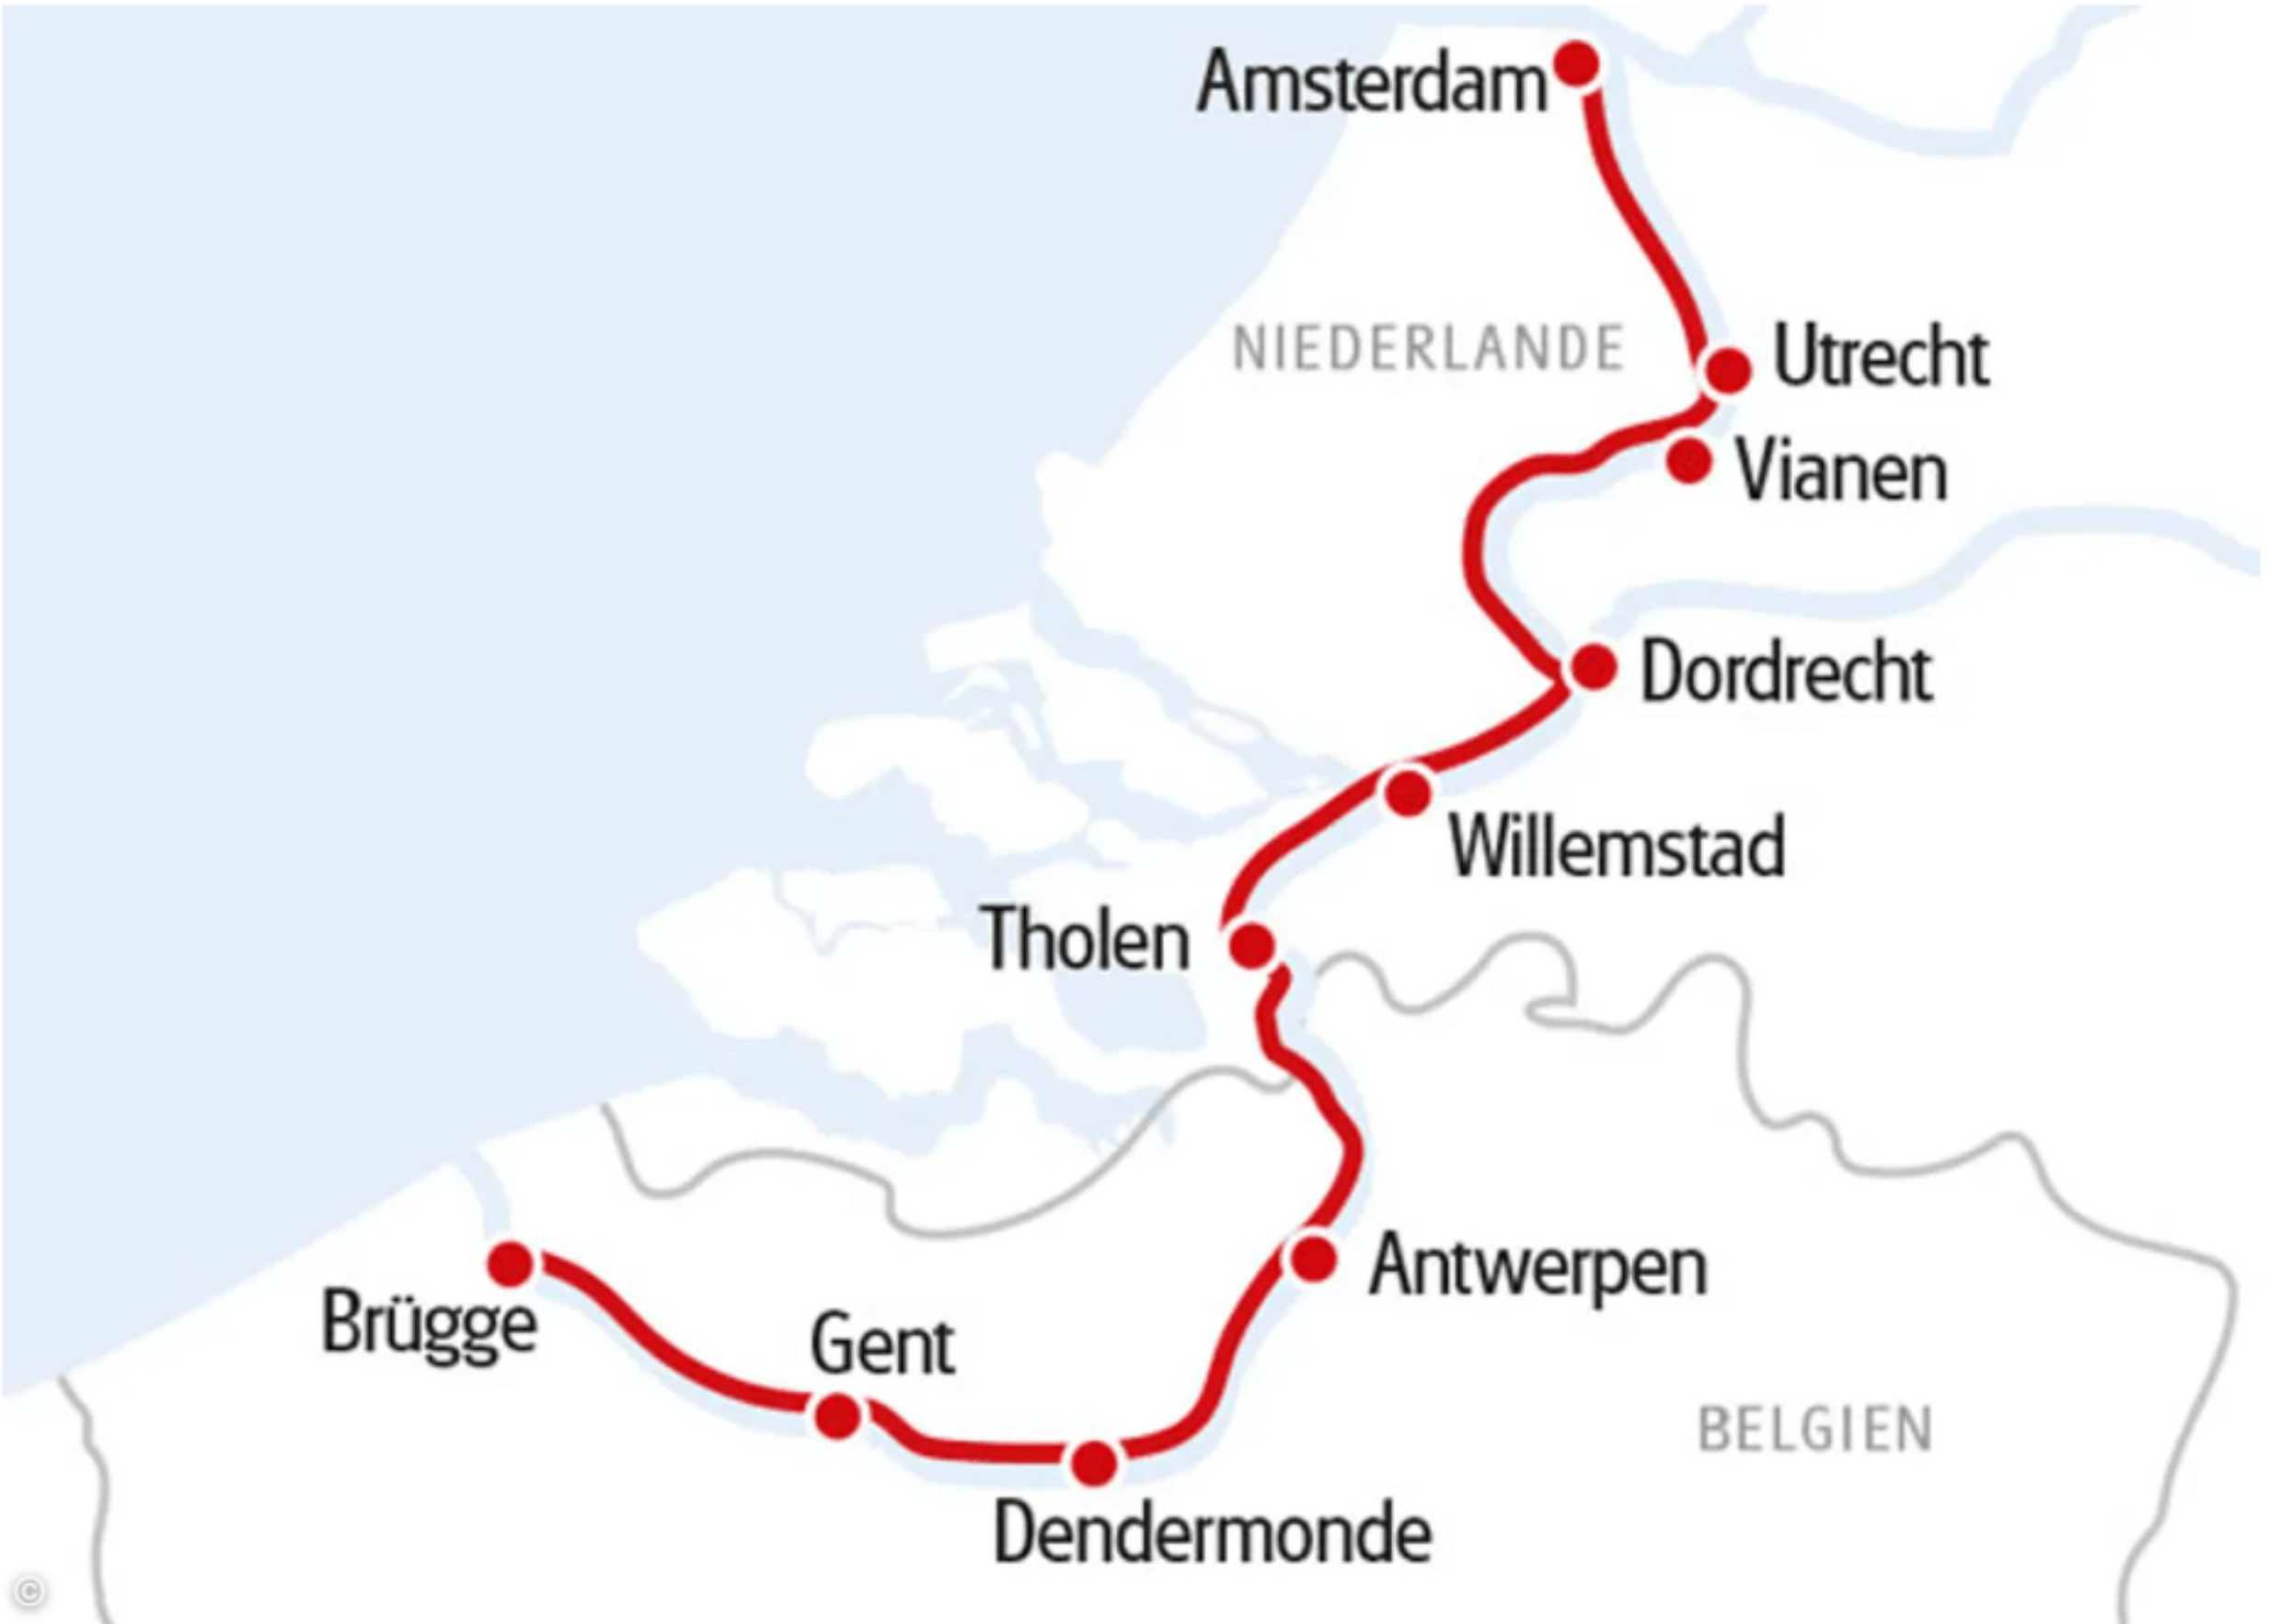 Amsterdam
NIEDERLANDE
Utrecht
Vianen
Dordrecht
Willemstad
Tholen
Antwerpen
Brügge
Gent
BELGIEN
Dendermonde
©